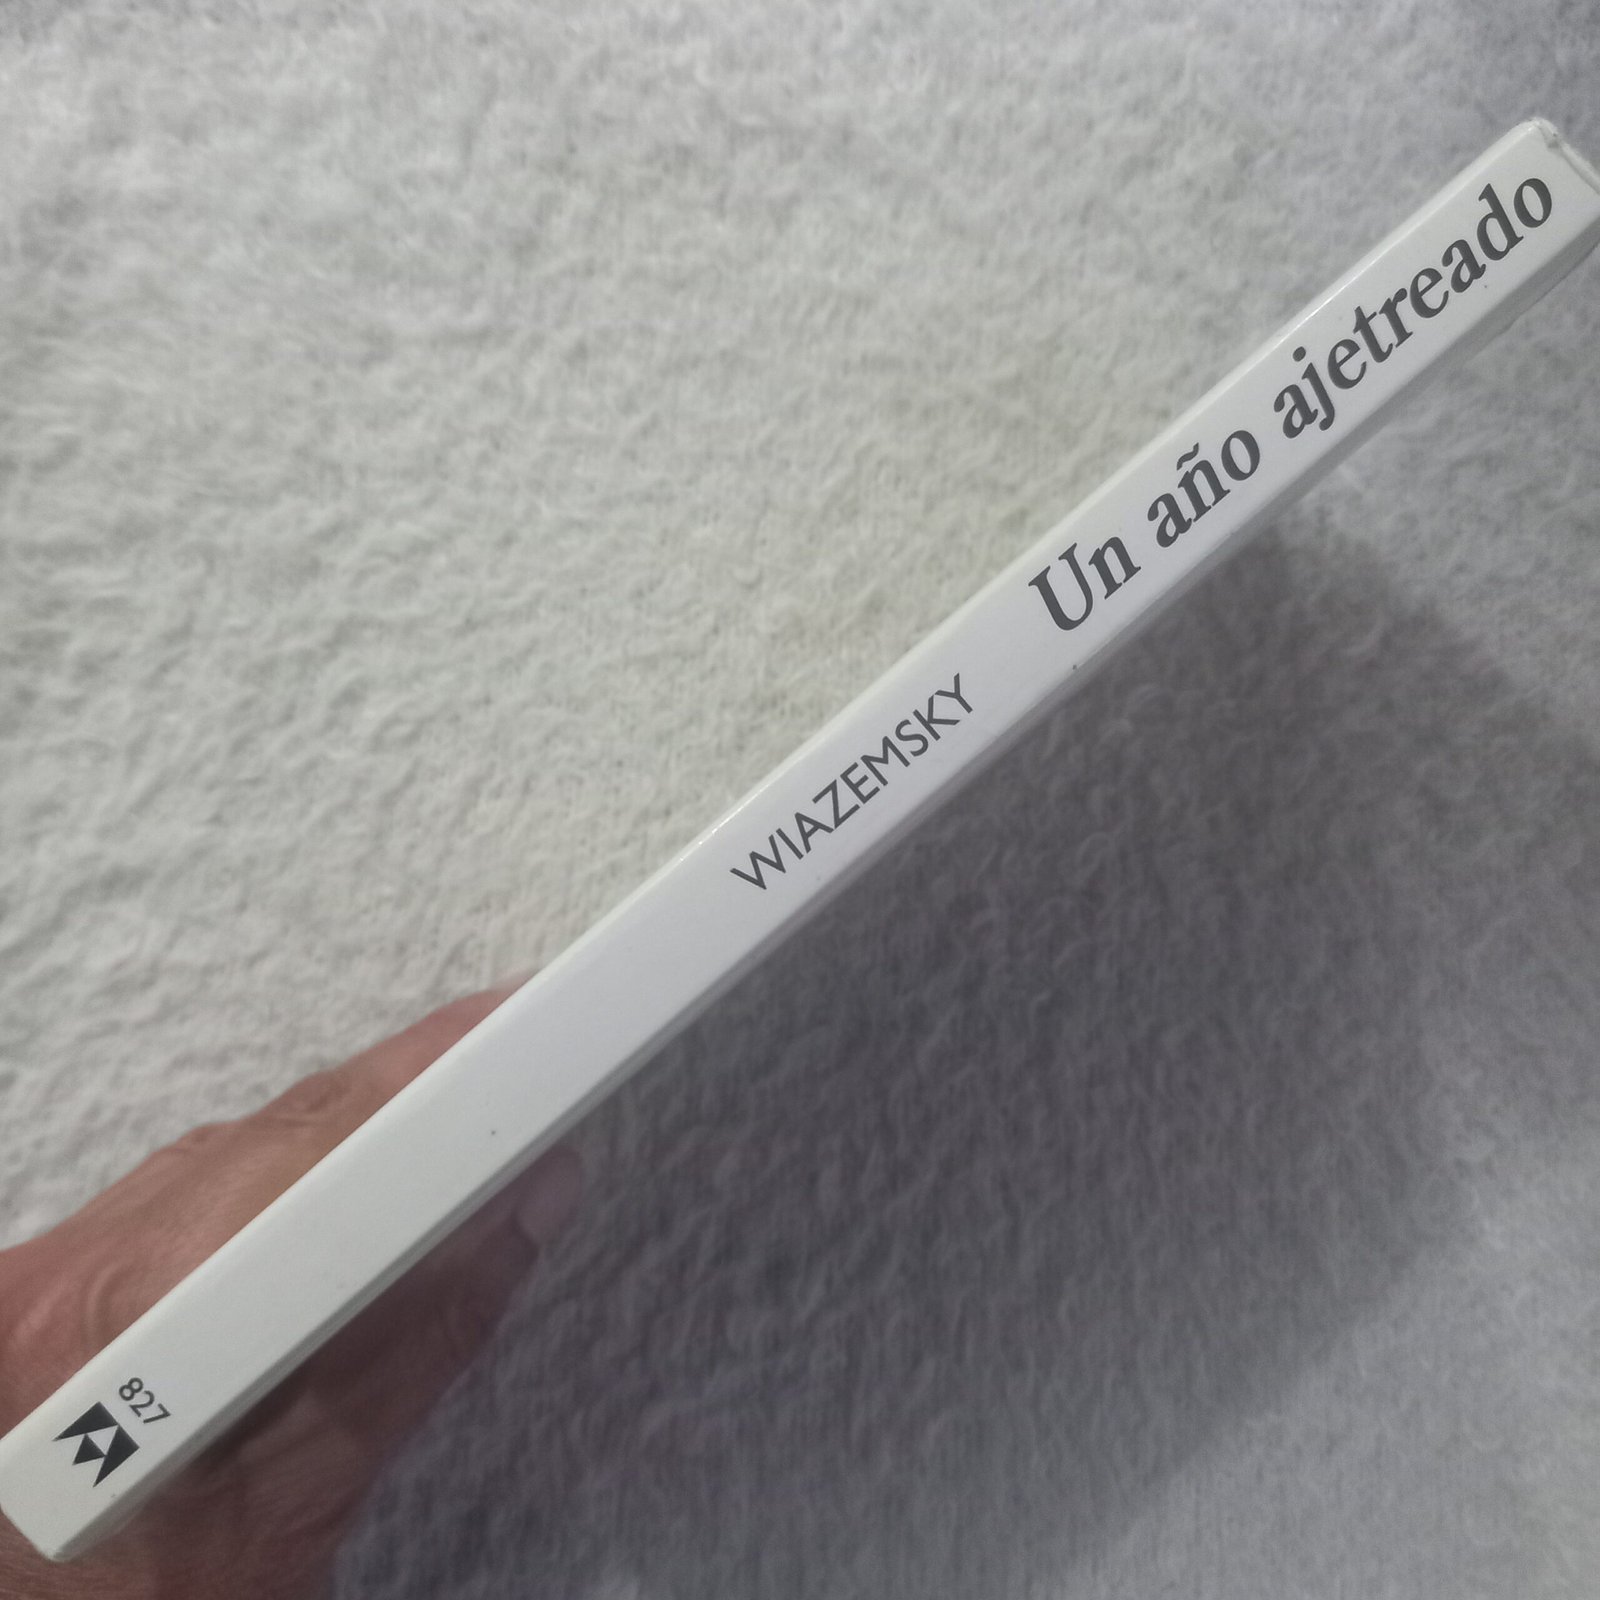 Un año ajetreado
WIAZEMSKY
827